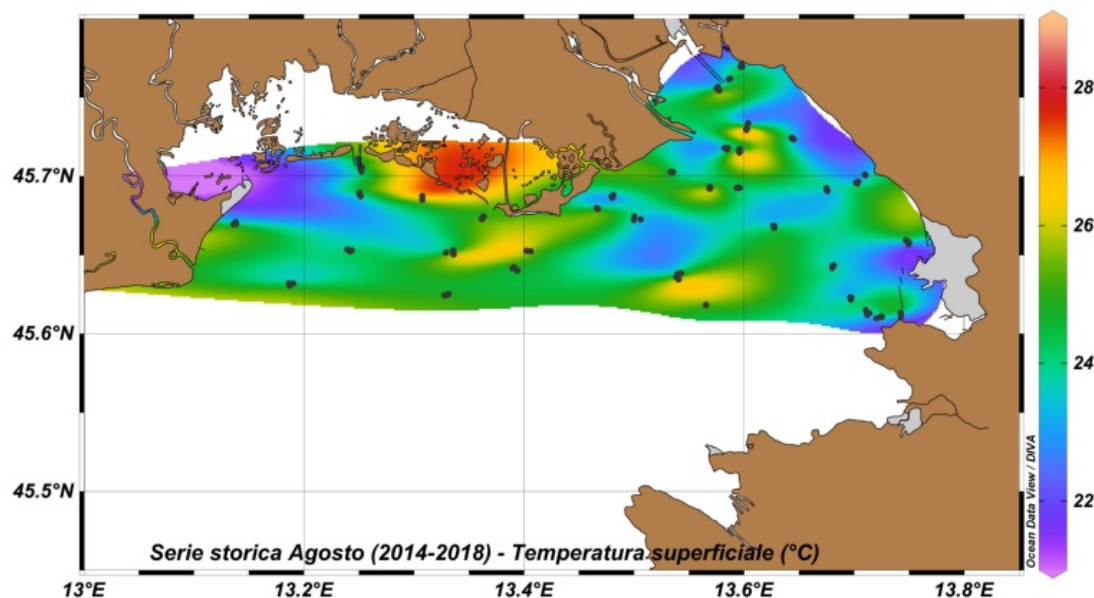 28
45.7°N
26
45.6°N
24
45.5°N
22
Serie storica Agosto (2014-2018) - Temperatura superficiale (°C)
Ocean Data View / DIVA
13°E
13.2°E
13.4°E
13.6°E
13.8°E